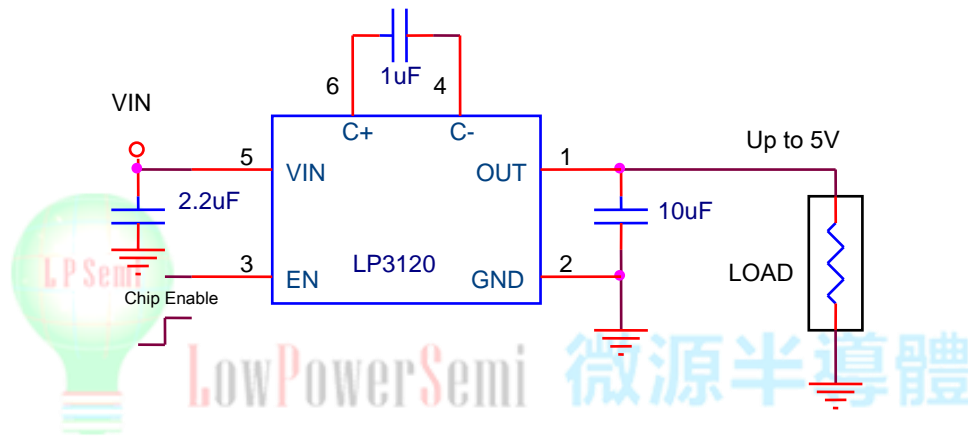 1uF
6
4
VIN
C+
C-
Up to 5V
5
VIN
OUT
1
2.2uF
10uF
3
EN
LP3120
GND
2
LOAD
LP Semi
Chip Enable
LowPowerSemi 微源半導體